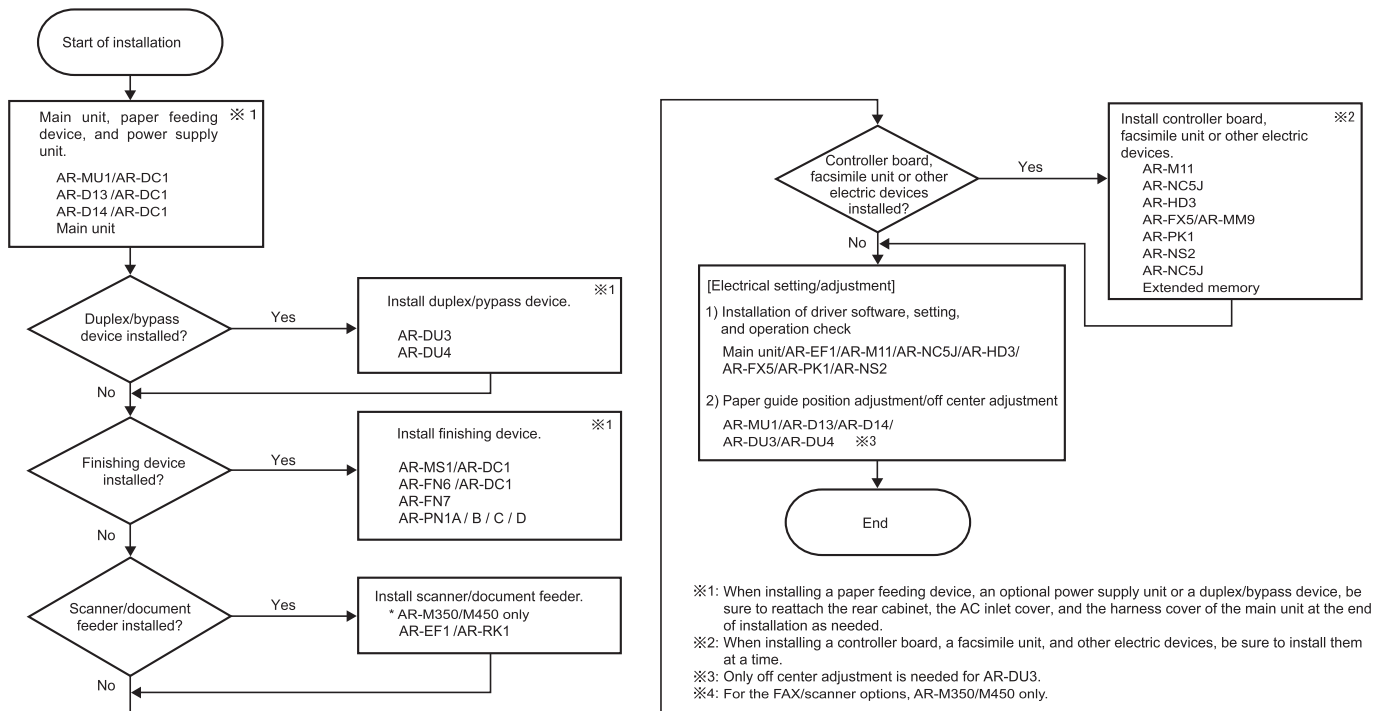 Start of installation
Main unit, paper feeding ※ 1
device, and power supply
unit.
AR-MU1/AR-DC1
AR-D13 /AR-DC1
AR-D14 /AR-DC1
Main unit
Duplex/bypass
device installed?
Yes
No
Install duplex/pypass device.
※1
AR-DU3
AR-DU4
Finishing device
installed?
Yes
No
Install finishing device.
※1
AR-MS1/AR-DC1
AR-FN6 /AR-DC1
AR-FN7
AR-PN1A / B / C / D
Scanner/document
feeder installed?
Yes
No
Install scanner/document feeder.
* AR-M350/M450 only
AR-EF1 /AR-RK1
Controller board,
facsimile unit or other
electric devices
installed?
Yes
No
Install controller board, ※2
facsimile unit or other electric
devices.
AR-M11
AR-NC5J
AR-HD3
AR-FX5/AR-MM9
AR-PK1
AR-NS2
AR-NC5J
Extended memory
[Electrical setting/adjustment]
1) Installation of driver software, setting,
and operation check
Main unit/AR-EF1/AR-M11/AR-NC5J/AR-HD3/
AR-FX5/AR-PK1/AR-NS2
2) Paper guide position adjustment/off center adjustment
AR-MU1/AR-D13/AR-D14/
AR-DU3/AR-DU4 ※3
End
※1: When installing a paper feeding device, an optional power supply unit or a duplex/bypass device, be
sure to reattach the rear cabinet, the AC inlet cover, and the harness cover of the main unit at the end
of installation as needed.
※2: When installing a controller board, a facsimile unit, and other electric devices, be sure to install them
at a time.
※3: Only off center adjustment is needed for AR-DU3.
※4: For the FAX/scanner options, AR-M350/M450 only.